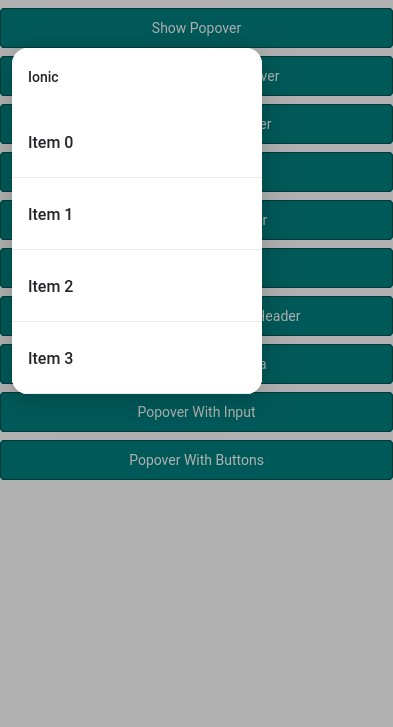 Show Popover
Ionic
Item 0
Item 1
Item 2
Item 3
Popover With Input
Popover With Buttons